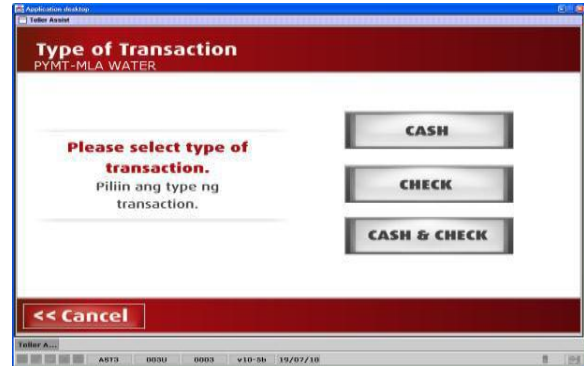 Application desktop
Teller Assist
Type of Transaction
PYMT-MLA WATER
Please select type of
transaction.
Piliin ang type ng
transaction.
CASH
CHECK
CASH & CHECK
<< Cancel
Teller A...
AST3 003U 0003 v10-5b 19/07/10